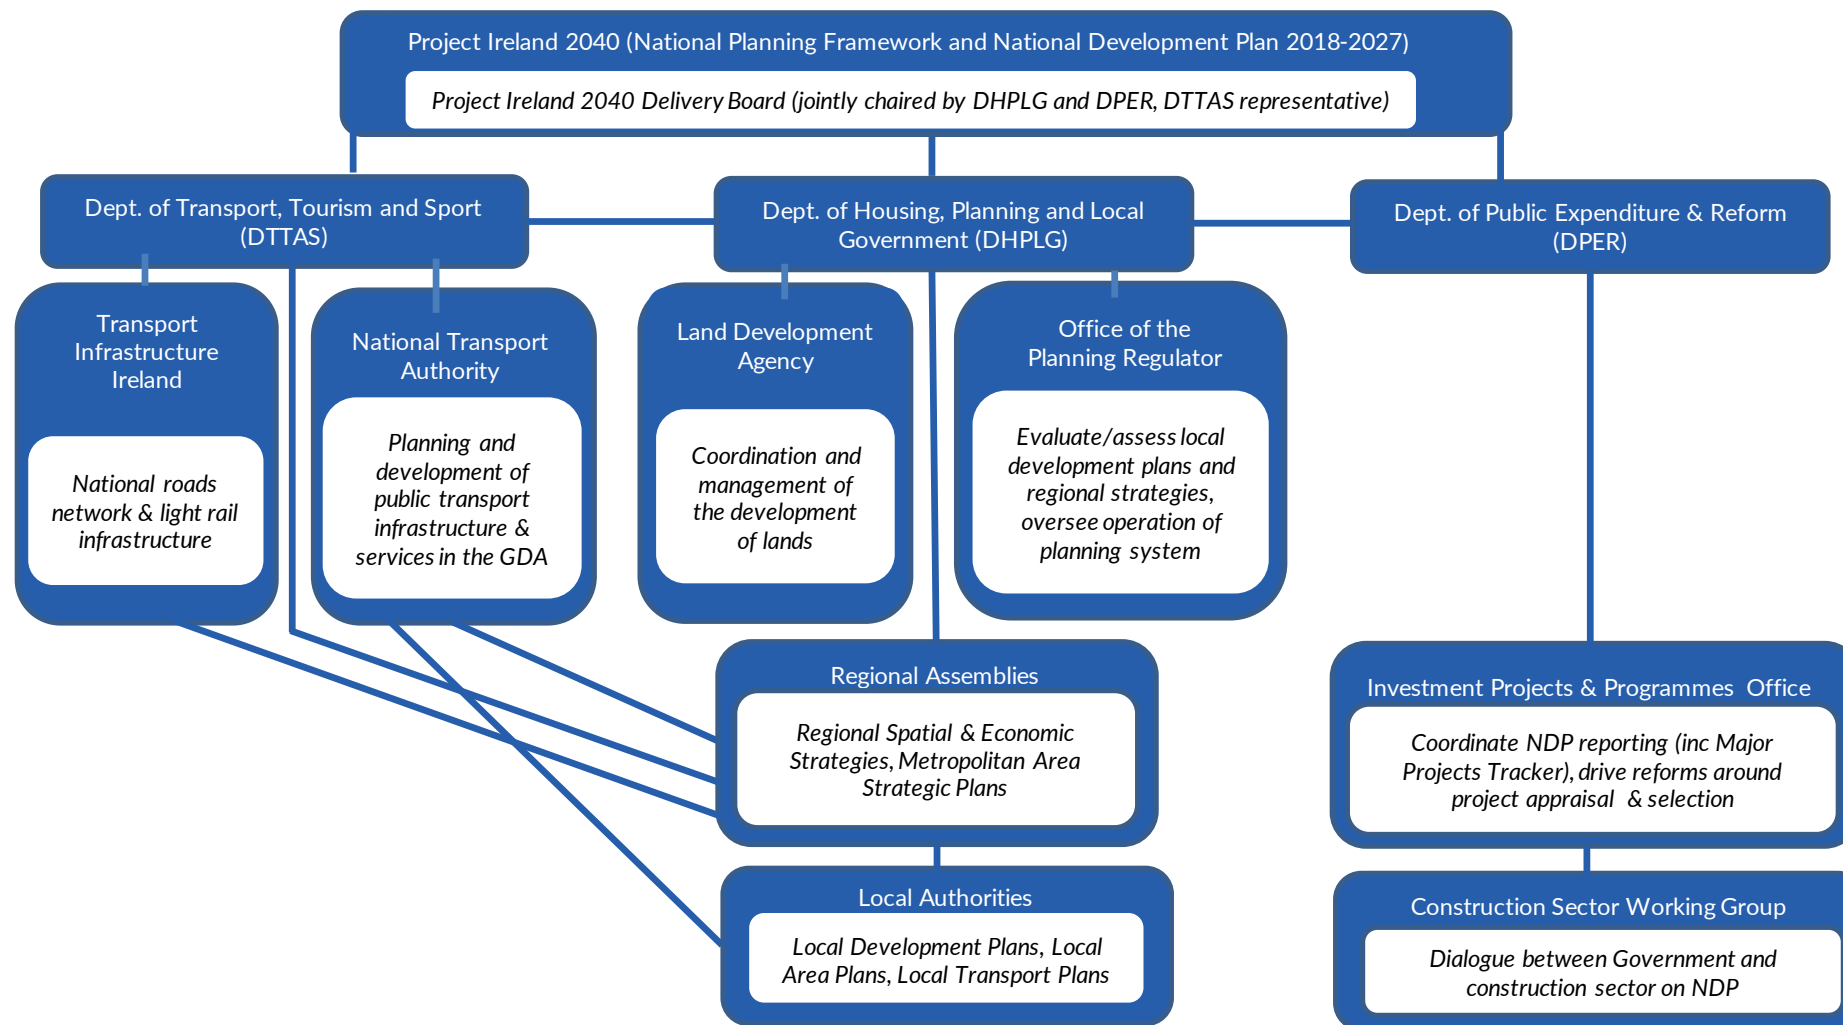 Project Ireland 2040 (National Planning Framework and National Development Plan 2018-2027)
Project Ireland 2040 Delivery Board (jointly chaired by DHPLG and DPER, DTTAS representative)
Dept. of Transport, Tourism and Sport
(DTTAS)
Dept. of Housing, Planning and Local
Government (DHPLG)
Dept. of Public Expenditure & Reform
(DPER)
Transport
Infrastructure
Ireland
National roads
network & light rail
infrastructure
National Transport
Authority
Planning and
development of
public transport
infrastructure &
services in the GDA
Land Development
Agency
Coordination and
management of
the development
of lands
Office of the
Planning Regulator
Evaluate/assess local
development plans and
regional strategies,
oversee operation of
planning system
Regional Assemblies
Regional Spatial & Economic
Strategies, Metropolitan Area
Strategic Plans
Investment Projects & Programmes Office
Coordinate NDP reporting (inc Major
Projects Tracker), drive reforms around
project appraisal & selection
Local Authorities
Local Development Plans, Local
Area Plans, Local Transport Plans
Construction Sector Working Group
Dialogue between Government and
construction sector on NDP